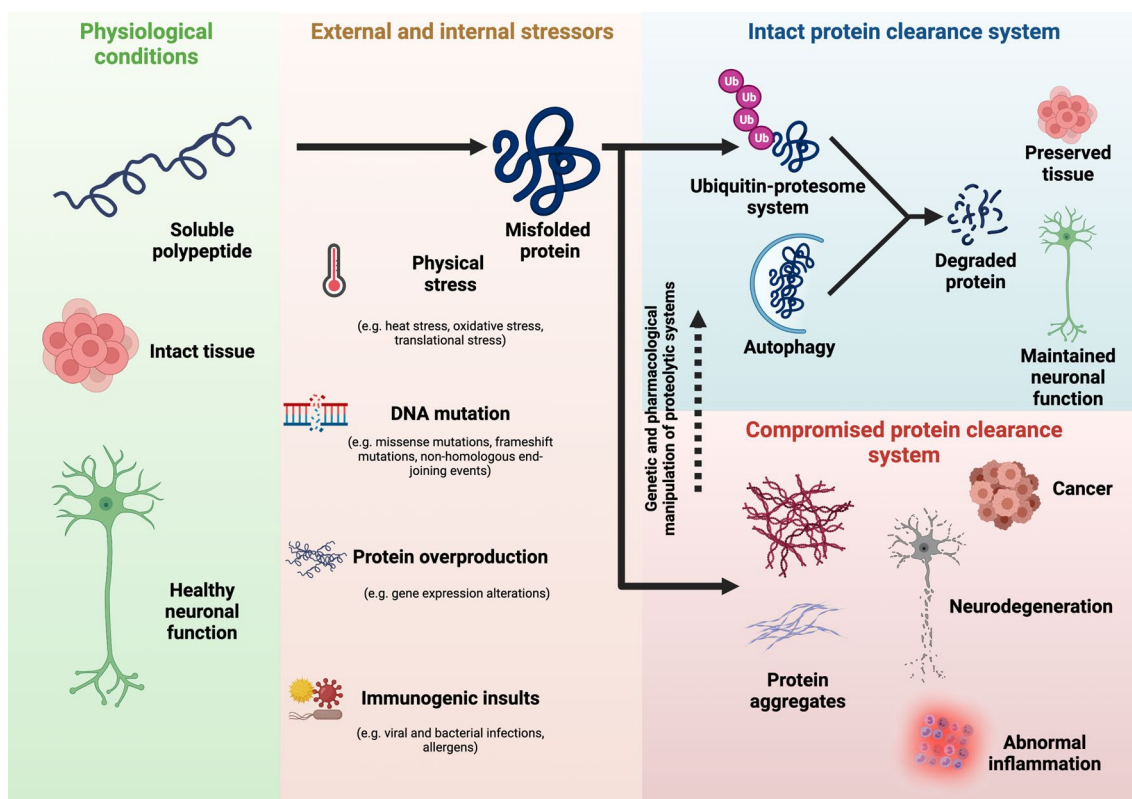 Physiological
conditions
Soluble
polypeptide
Intact tissue
Healthy
neuronal
function
External and internal stressors
Misfolded
protein
Physical
stress
(e.g. heat stress, oxidative stress,
translational stress)
DNA mutation
(e.g. missense mutations, frameshift
mutations, non-homologous end-
joining events)
Protein overproduction
(e.g. gene expression alterations)
Immunogenic insults
(e.g. viral and bacterial infections,
allergens)
Genetic and pharmacological
manipulation of proteolytic systems
Intact protein clearance system
Ub
Ub
Ub
Ub
Ubiquitin-protesome
system
Autophagy
Degraded
protein
Preserved
tissue
Maintained
neuronal
function
Compromised protein clearance
system
Protein
aggregates
Cancer
Neurodegeneration
Abnormal
inflammation